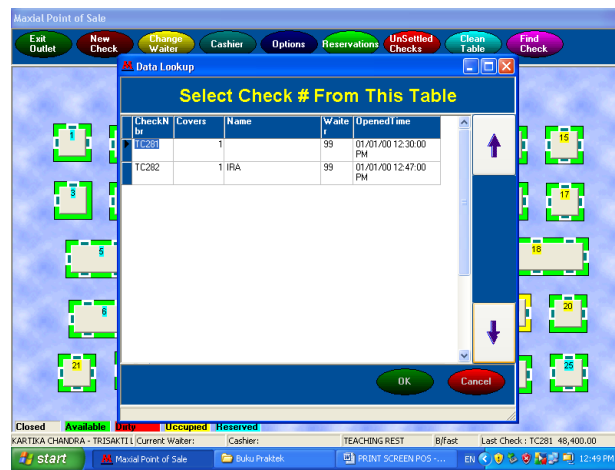 Maxial Point of Sale
Exit Outlet
New Check
Change Waiter
Cashier
Options
Reservations
UnSettled Checks
Clean Table
Find Check
Data Lookup
Select Check # From This Table
CheckN br Covers Name Waite r OpenedTime
TC281 1 99 01/01/00 12:30:00 PM
TC282 1 IRA 99 01/01/00 12:47:00 PM
1
15
3
17
5
18
6
20
21
25
OK
Cancel
Closed Available Dirty Occupied Reserved
KARTIKA CHANDRA - TRISAKTI L Current Waiter: Cashier: TEACHING REST B/fast Last Check : TC281 48,400.00
start
Maxial Point of Sale
Buku Praktek
PRINT SCREEN POS -...
EN
12:49 PM